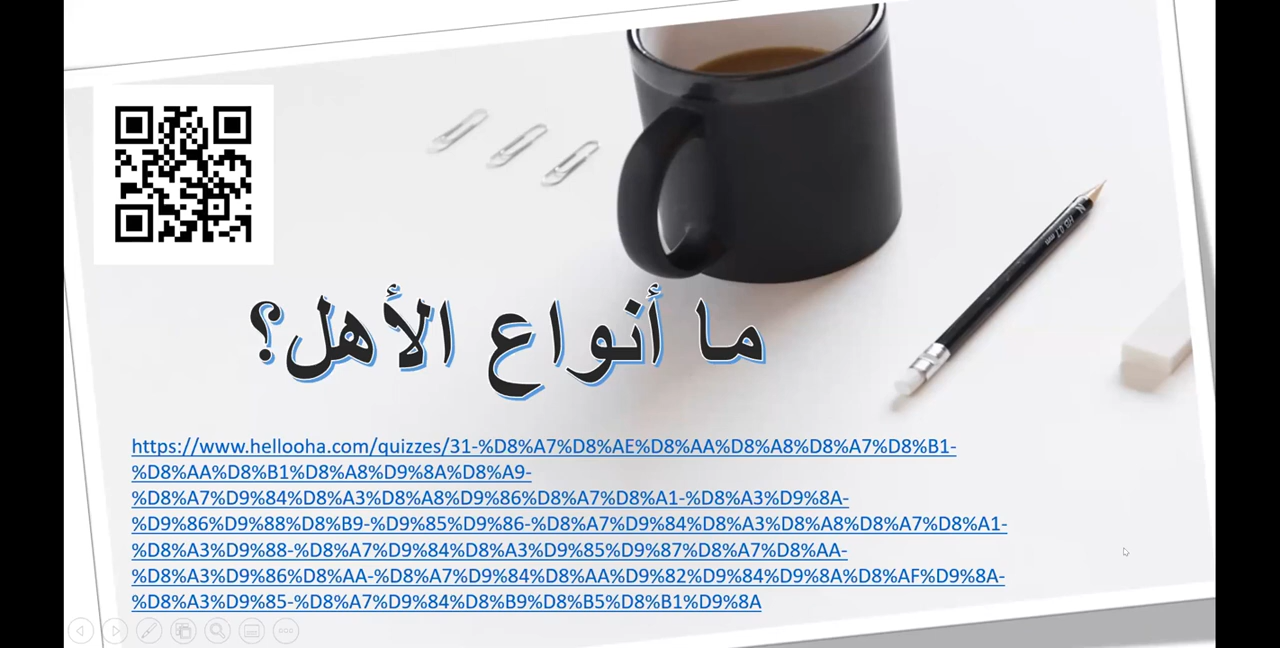 ما أنواع الأهل؟
https://www.hellooha.com/quizzes/31-%D8%A7%D8%AE%D8%AA%D8%A8%D8%A7%D8%B1-
%D8%AA%D8%B1%D8%A8%D9%8A%D8%A9-
%D8%A7%D9%84%D8%A3%D8%A8%D9%86%D8%A7%D8%A1-%D8%A3%D9%8A-
%D9%86%D9%88%D8%B9-%D9%85%D9%86-%D8%A7%D9%84%D8%A3%D8%A8%D8%A7%D8%A1-
%D8%A3%D9%88-%D8%A7%D9%84%D8%A3%D9%85%D9%87%D8%A7%D8%AA-
%D8%A3%D9%86%D8%AA-%D8%A7%D9%84%D8%AA%D9%82%D9%84%D9%8A%D8%AF%D9%8A-
%D8%A3%D9%85-%D8%A7%D9%84%D8%B9%D8%B5%D8%B1%D9%8A